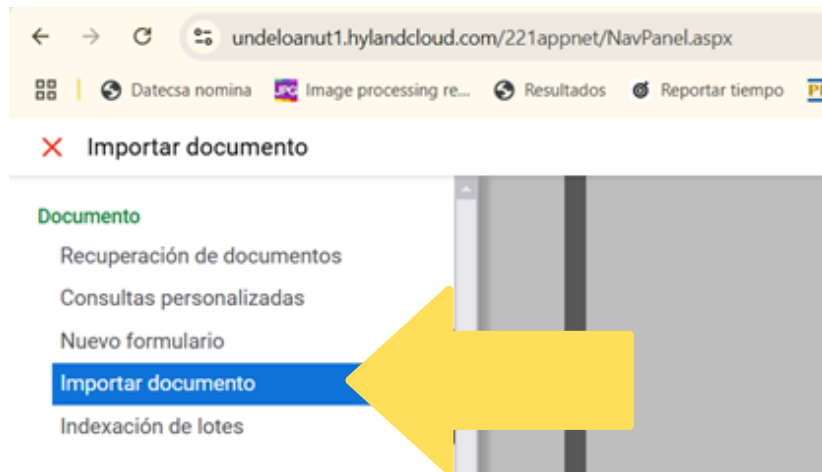 undeloanut1.hylandcloud.com/221appnet/NavPanel.aspx
Datecsa nomina JPG Image processing re... Resultados Reportar tiempo
Importar documento
Documento
Recuperación de documentos
Consultas personalizadas
Nuevo formulario
Importar documento
Indexación de lotes